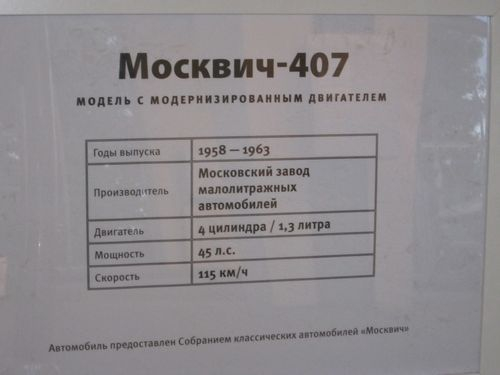 Москвич-407
МОДЕЛЬ С МОДЕРНИЗИРОВАННЫМ ДВИГАТЕЛЕМ
Годы выпуска 1958 — 1963
Производитель Московский завод
малолитражных
автомобилей
Двигатель 4 цилиндра / 1,3 литра
Мощность 45 л.с.
Скорость 115 км/ч
Автомобиль предоставлен Собранием классических автомобилей «Москвич»